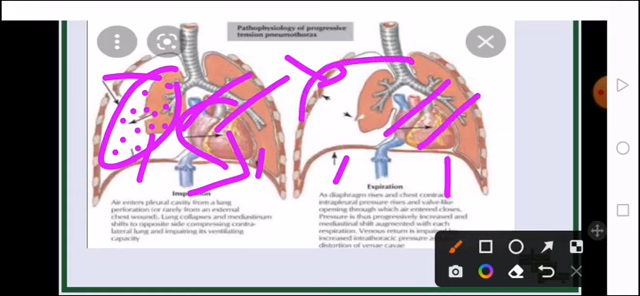 Pathophysiology of progressive
tension pneumothorax
Expiration
Air enters pleural cavity from a lung
perforation (or rarely from an external
chest wound). Lung collapses and mediastinum
shifts to opposite side compressing contra-
lateral lung and impairing its ventilating
capacity
As diaphragm rises and chest contracts,
intrapleural pressure rises and valve-like
opening through which air entered closes.
Pressure is thus progressively increased and
mediastinal shift augmented with each
respiration. Venous return is
increased intrathoracic pressure
distortion of venae cavae